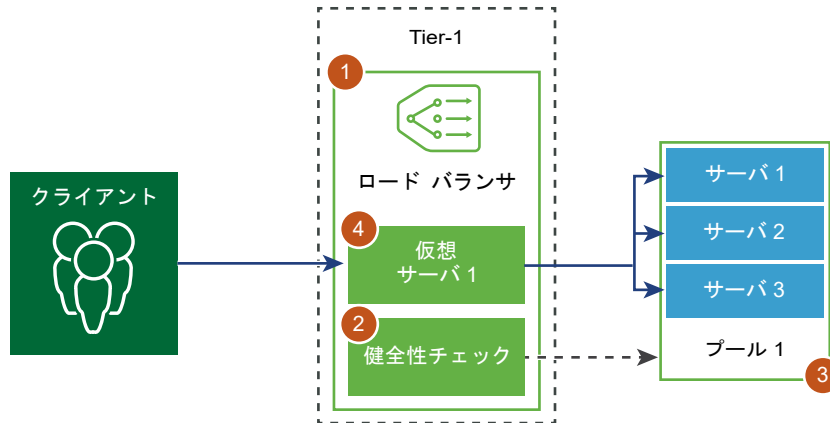 Tier-1
1
ロード バランサ
クライアント
4
仮想
サーバ 1
2
健全性チェック
サーバ 1
サーバ 2
サーバ 3
プール 1
3